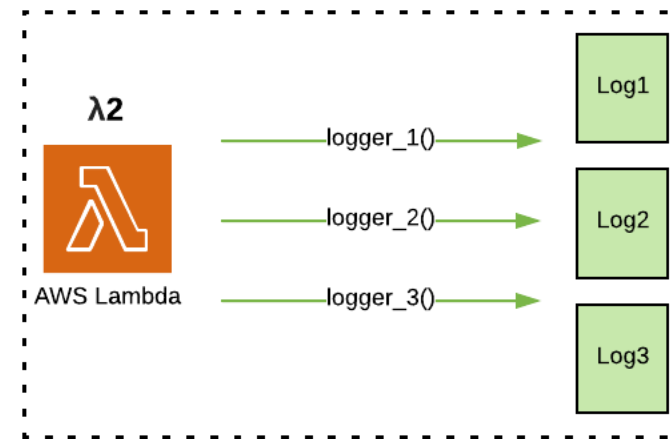 λ2
AWS Lambda
logger_1()
logger_2()
logger_3()
Log1
Log2
Log3